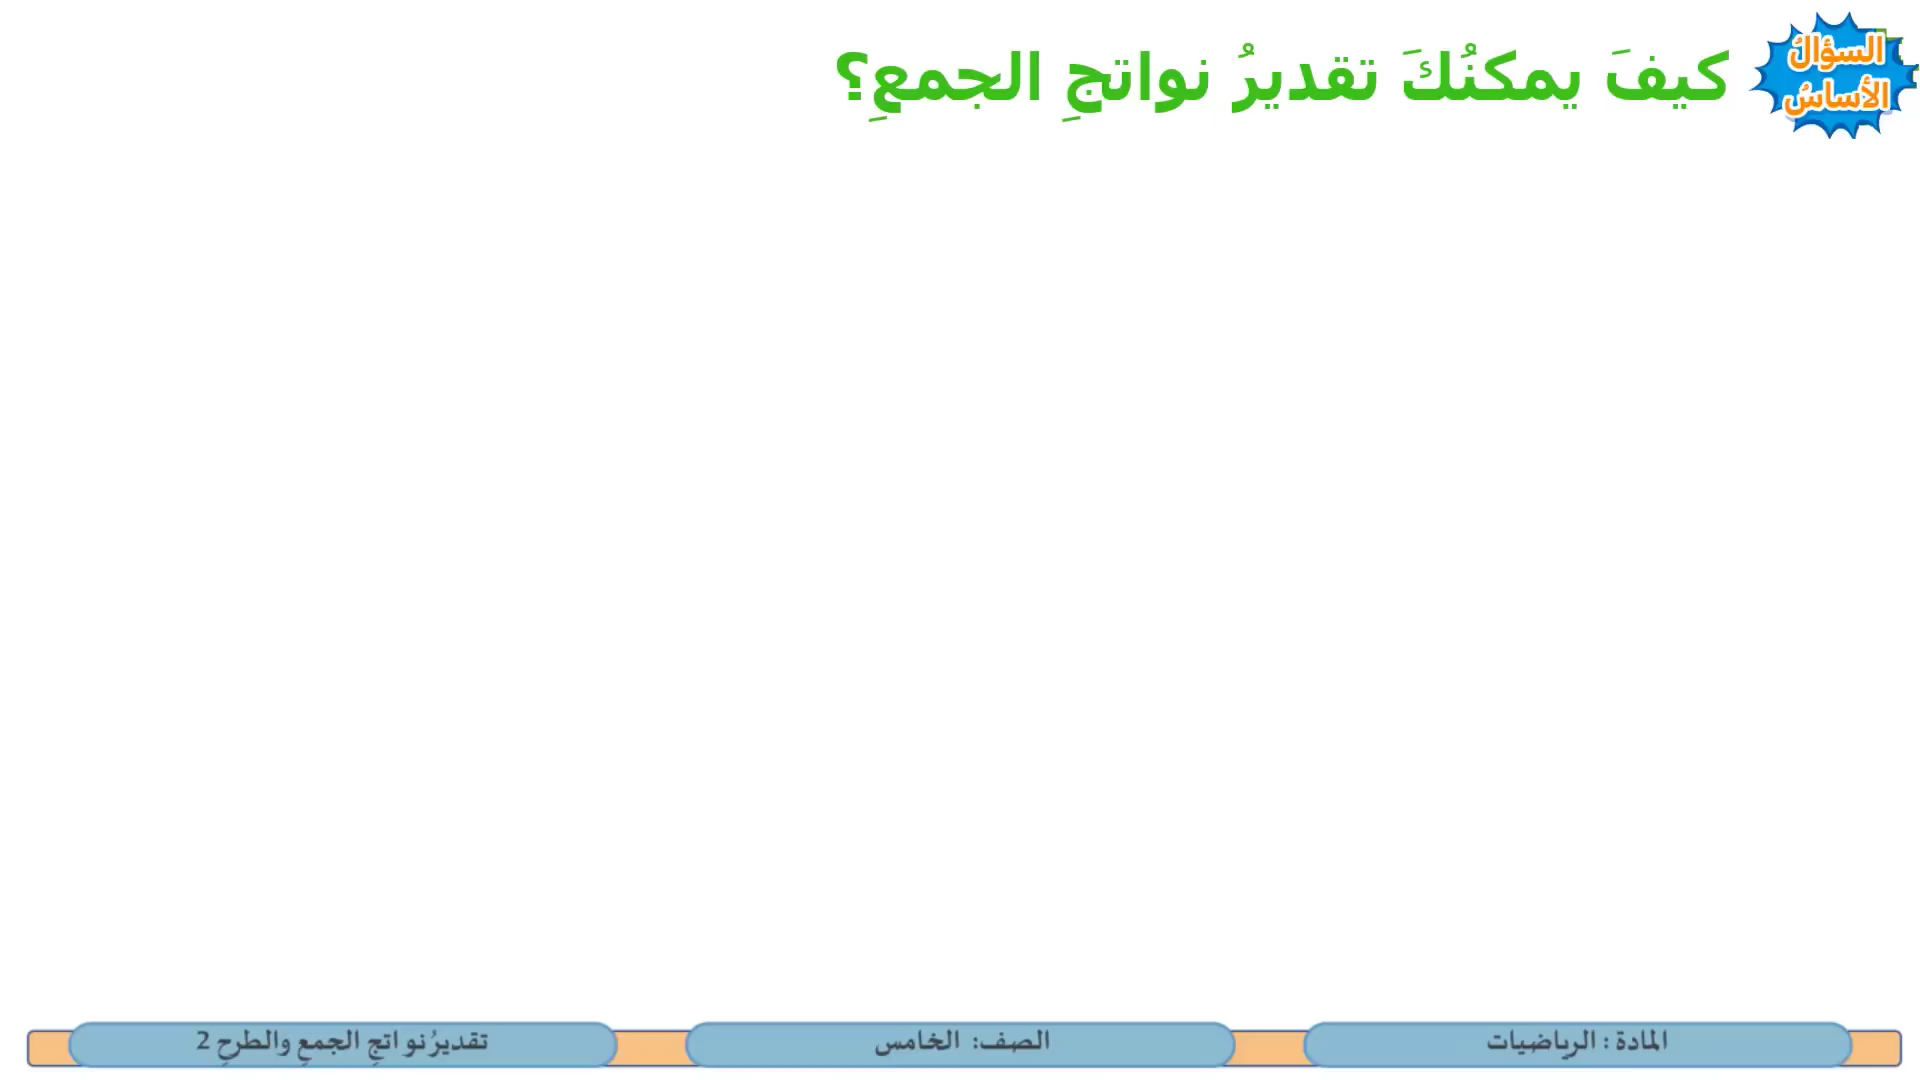 السؤالُ
الأساسُ
كيفَ يمكنُكَ تقديرُ نواتجِ الجمعِ؟
المادة : الرياضيات
الصف: الخامس
تقديرُ نواتجِ الجمعِ والطرحِ 2